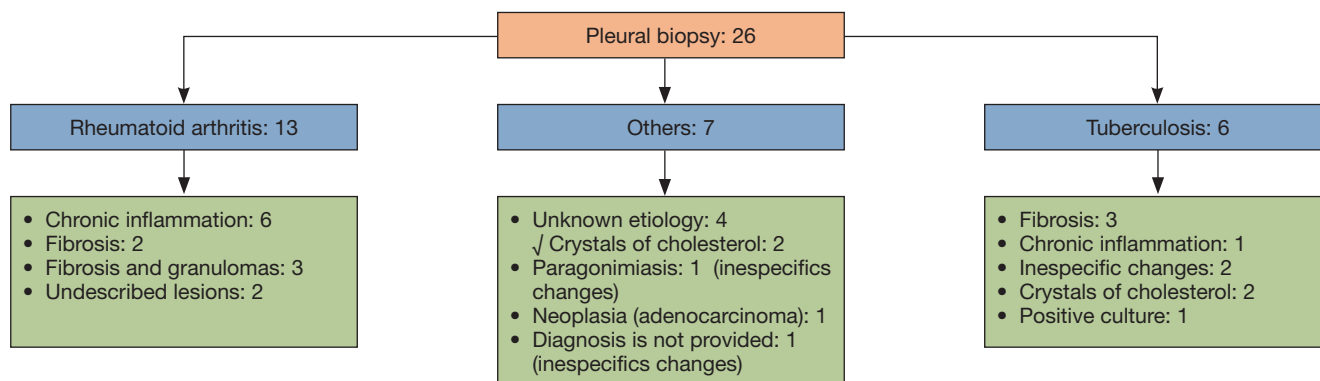 Pleural biopsy: 26
Rheumatoid arthritis: 13
Others: 7
Tuberculosis: 6
• Chronic inflammation: 6
• Fibrosis: 2
• Fibrosis and granulomas: 3
• Undescribed lesions: 2
• Unknown etiology: 4
√ Crystals of cholesterol: 2
• Paragonimiasis: 1 (inespecifics
changes)
• Neoplasia (adenocarcinoma): 1
• Diagnosis is not provided: 1
(inespecifics changes)
• Fibrosis: 3
• Chronic inflammation: 1
• Inespecific changes: 2
• Crystals of cholesterol: 2
• Positive culture: 1